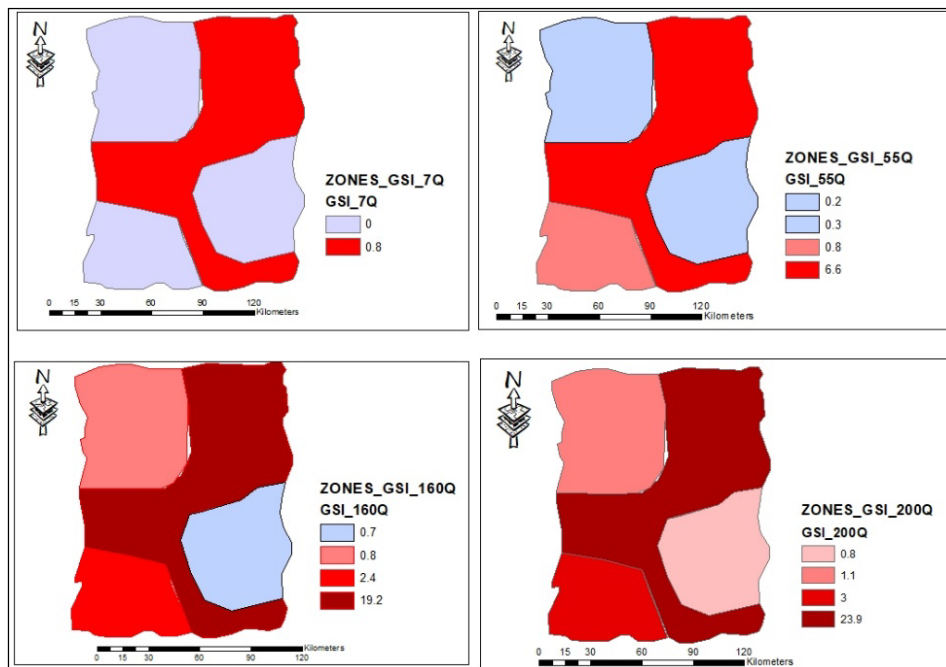 N
ZONES_GSI_7Q
GSI_7Q
0
0.8
0 15 30 60 90 120
Kilometers
N
ZONES_GSI_55Q
GSI_55Q
0.2
0.3
0.8
6.6
0 15 30 60 90 120
Kilometers
N
ZONES_GSI_160Q
GSI_160Q
0.7
0.8
2.4
19.2
0 15 30 60 90 120
Kilometers
N
ZONES_GSI_200Q
GSI_200Q
0.8
1.1
3
23.9
0 15 30 60 90 120
Kilometers